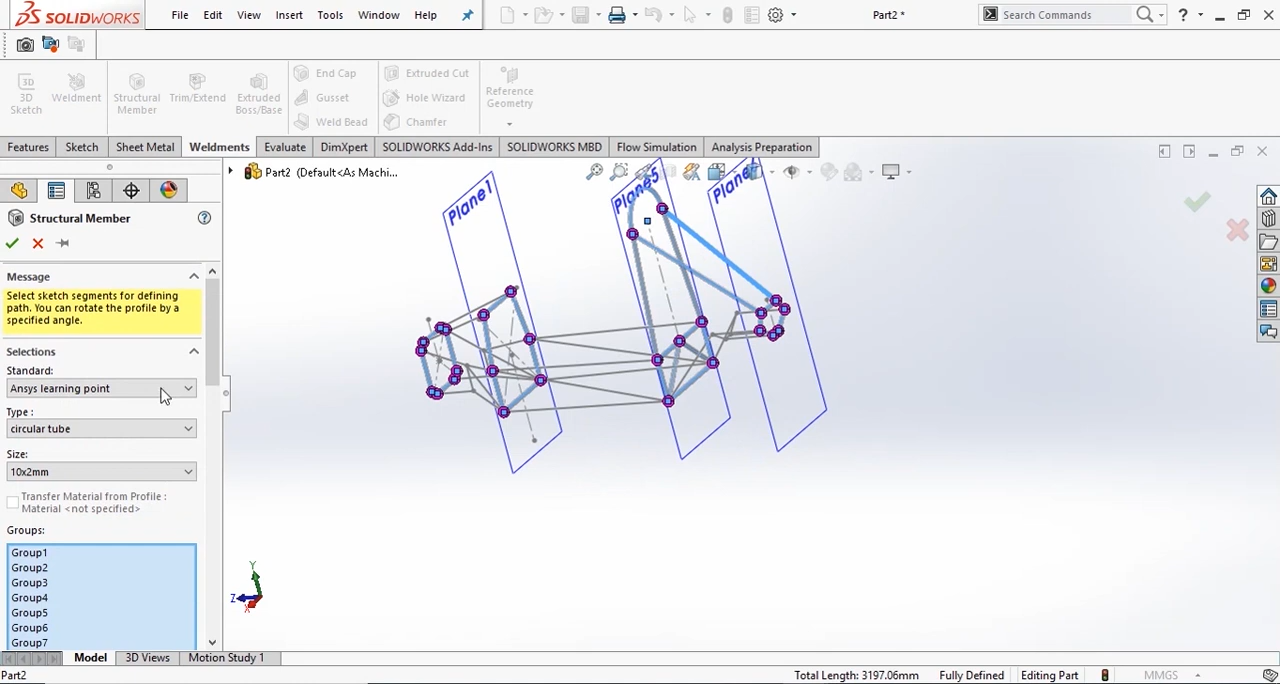 SOLIDWORKS
File Edit View Insert Tools Window Help
Part2 *
Search Commands
?
3D Sketch
Weldment
Structural Member
Trim/Extend
Extruded Boss/Base
End Cap
Gusset
Weld Bead
Extruded Cut
Hole Wizard
Chamfer
Reference Geometry
Features Sketch Sheet Metal Weldments Evaluate DimXpert SOLIDWORKS Add-Ins SOLIDWORKS MBD Flow Simulation Analysis Preparation
Part2 (Default<As Machi...
Structural Member
?
Message
Select sketch segments for defining
path. You can rotate the profile by a
specified angle.
Selections
Standard:
Ansys learning point
Type :
circular tube
Size:
10x2mm
Transfer Material from Profile :
Material <not specified>
Groups:
Group1
Group2
Group3
Group4
Group5
Group6
Group7
Plane1
Plane5
Y
Z
X
Model 3D Views Motion Study 1
Part2
Total Length: 3197.06mm Fully Defined Editing Part MMGS